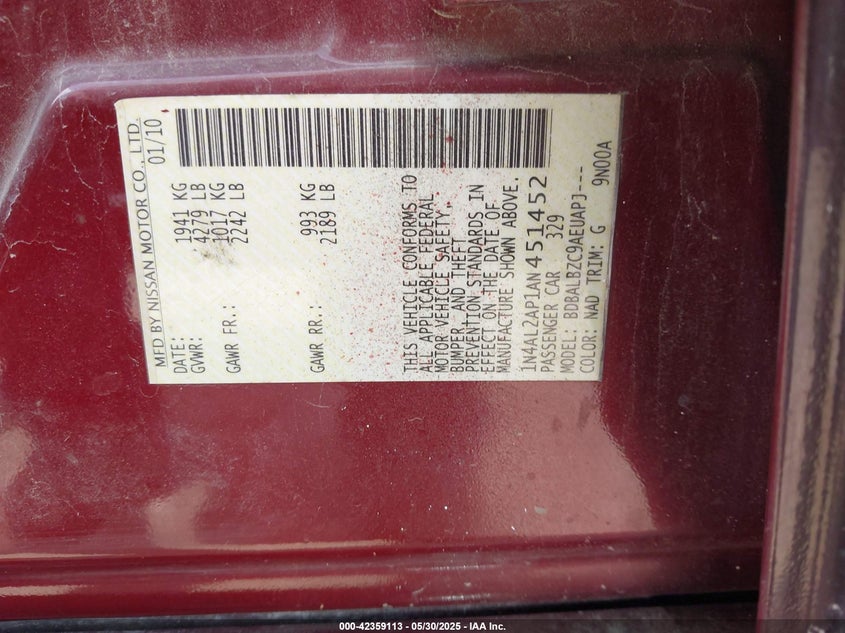 MFD BY NISSAN MOTOR CO., LTD.
DATE: 01/10
GVWR: 1941 KG
4279 LB
GAWR FR.: 1017 KG
2242 LB
GAWR RR.: 993 KG
2189 LB
THIS VEHICLE CONFORMS TO
ALL APPLICABLE FEDERAL
MOTOR VEHICLE SAFETY,
BUMPER, AND THEFT
PREVENTION STANDARDS IN
EFFECT ON THE DATE OF
MANUFACTURE SHOWN ABOVE.
1N4AL2AP1AN451452
PASSENGER CAR 329
MODEL: BDBALBZC9AEUAPJ---
COLOR: NAD TRIM: G 9N00A
000-42359113 - 05/30/2025 - IAA Inc.